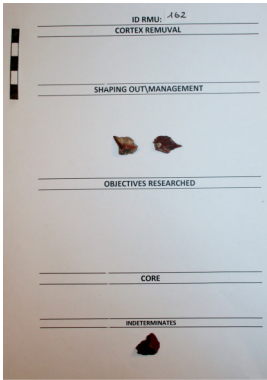 ID RMU: 162
CORTEX REMUVAL
SHAPING OUT\MANAGEMENT
OBJECTIVES RESEARCHED
CORE
INDETERMINATES